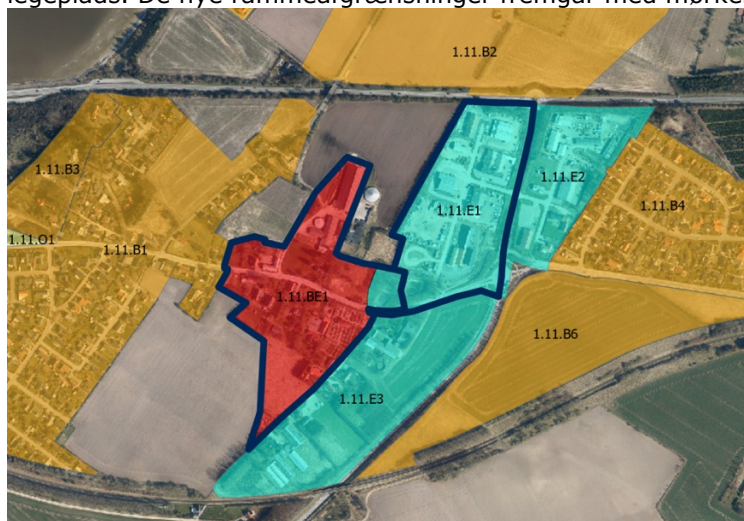 legeplads. De nye rammeafgrænsninger fremgår med mørke
1.11.B2
1.11.B3
1.11.E2
1.11.B4
1.11.E1
1.11.O1
1.11.B1
1.11.BE1
1.11.B6
1.11.E3